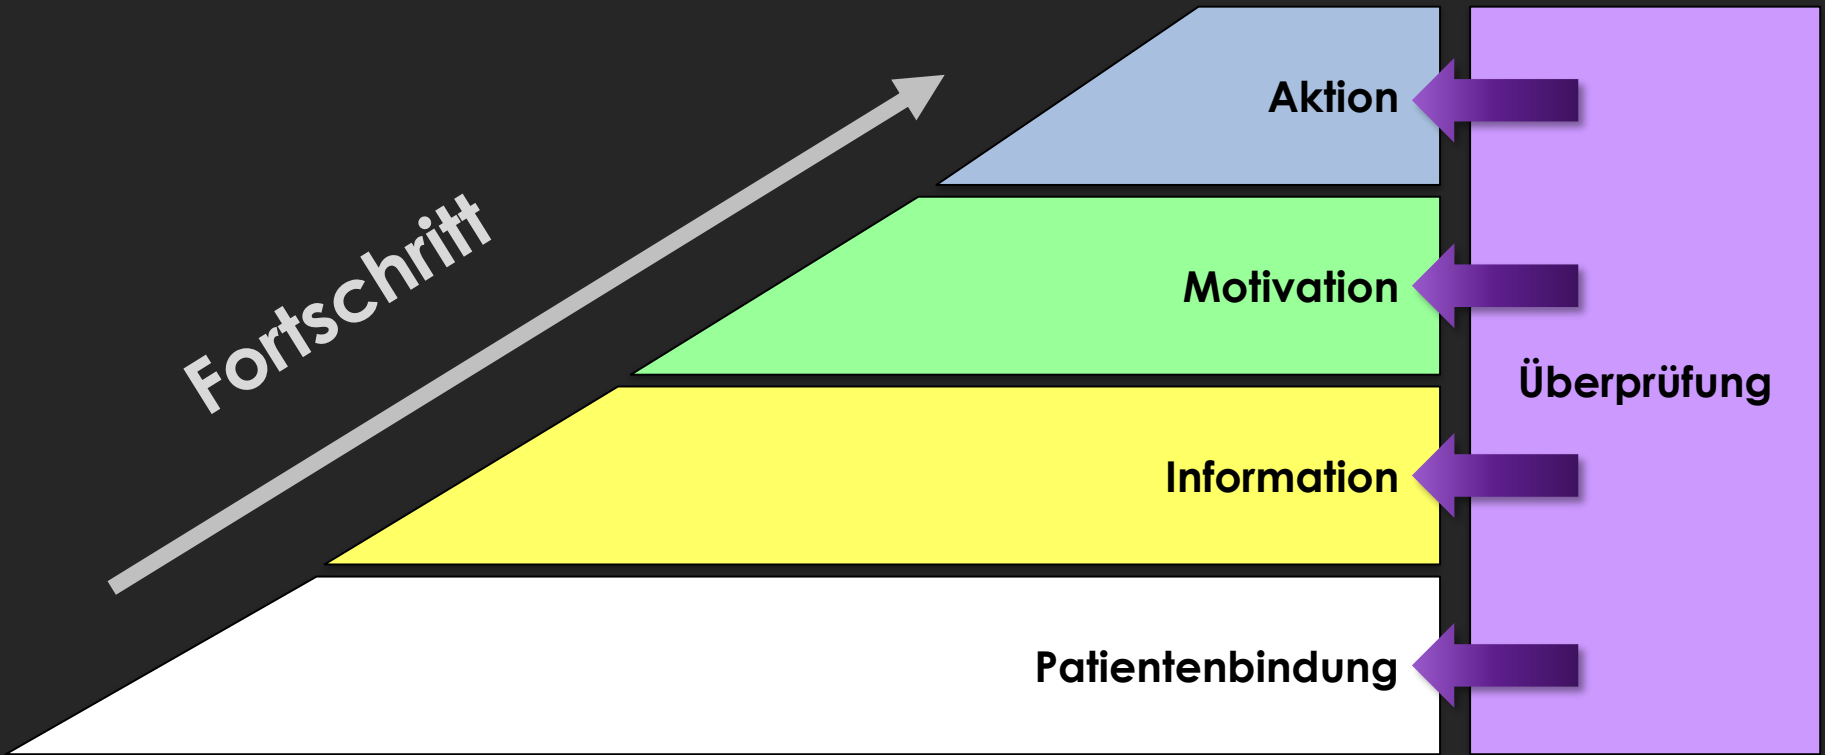 Fortschritt
Aktion
Motivation
Überprüfung
Information
Patientenbindung